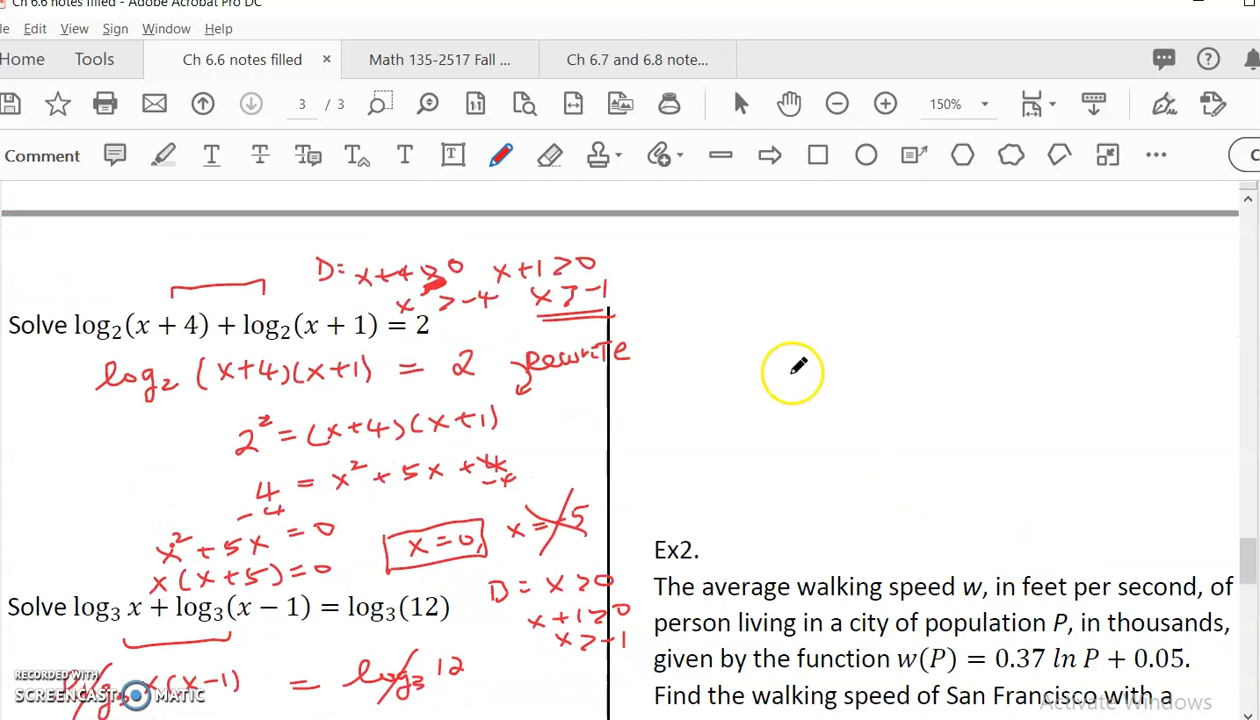 Ch 6.6 notes filled - Adobe Acrobat Pro DC
le Edit View Sign Window Help
Home Tools Ch 6.6 notes filled × Math 135-2517 Fall ... Ch 6.7 and 6.8 note...
3 / 3 150%
Comment
D = x+4>0 x+1>0
x > -4 x > -1
Solve log₂(x + 4) + log₂(x + 1) = 2
log₂ (x+4)(x+1) = 2 Rewrite
2² = (x+4)(x+1)
4 = x² + 5x + 4
-4 -4
x² + 5x = 0 x = 0, x = -5
x(x+5) = 0
D = x > 0
Solve log₃ x + log₃(x − 1) = log₃(12)
x+1>0
x > -1
log₃ x(x-1) = log₃ 12
RECORDED WITH
SCREENCAST MATIC
Ex2.
The average walking speed w, in feet per second, of
person living in a city of population P, in thousands,
given by the function w(P) = 0.37 ln P + 0.05.
Find the walking speed of San Francisco with a
Activate Windows